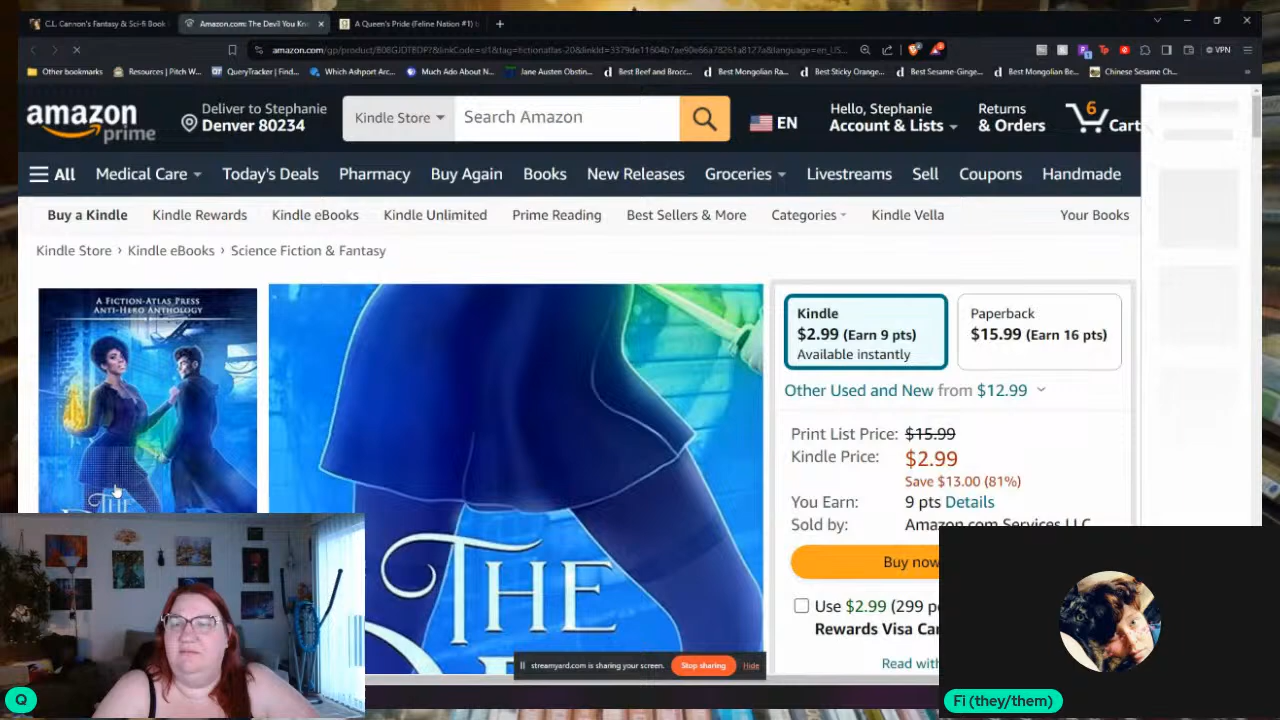 C.L. Cannon's Fantasy & Sci-fi Book
Amazon.com: The Devil You Kn
A Queen's Pride (Feline Nation #1) b
VPN
Other bookmarks
Resources | Pitch W...
QueryTracker | Find...
Which Ashport Arc...
Much Ado About N...
Jane Austen Obstin...
Best Beef and Brocc...
Best Mongolian Ra...
Best Sticky Orange...
Best Sesame-Ginge...
Best Mongolian Be...
Chinese Sesame Ch...
amazon
prime
Deliver to Stephanie
Denver 80234
Kindle Store
Search Amazon
EN
Hello, Stephanie
Account & Lists
Returns
& Orders
6
Cart
All
Medical Care
Today's Deals
Pharmacy
Buy Again
Books
New Releases
Groceries
Livestreams
Sell
Coupons
Handmade
Buy a Kindle
Kindle Rewards
Kindle eBooks
Kindle Unlimited
Prime Reading
Best Sellers & More
Categories
Kindle Vella
Your Books
Kindle Store › Kindle eBooks › Science Fiction & Fantasy
A FICTION-ATLAS PRESS
ANTI-HERO ANTHOLOGY
THE
THE
Kindle
$2.99 (Earn 9 pts)
Available instantly
Paperback
$15.99 (Earn 16 pts)
Other Used and New from $12.99
Print List Price: $15.99
Kindle Price: $2.99
Save $13.00 (81%)
You Earn: 9 pts Details
Sold by: Amazon.com Services LLC
Buy now
Use $2.99 (299 p
Rewards Visa Car
Read with
streamyard.com is sharing your screen.
Stop sharing
Hide
Q
Fi (they/them)